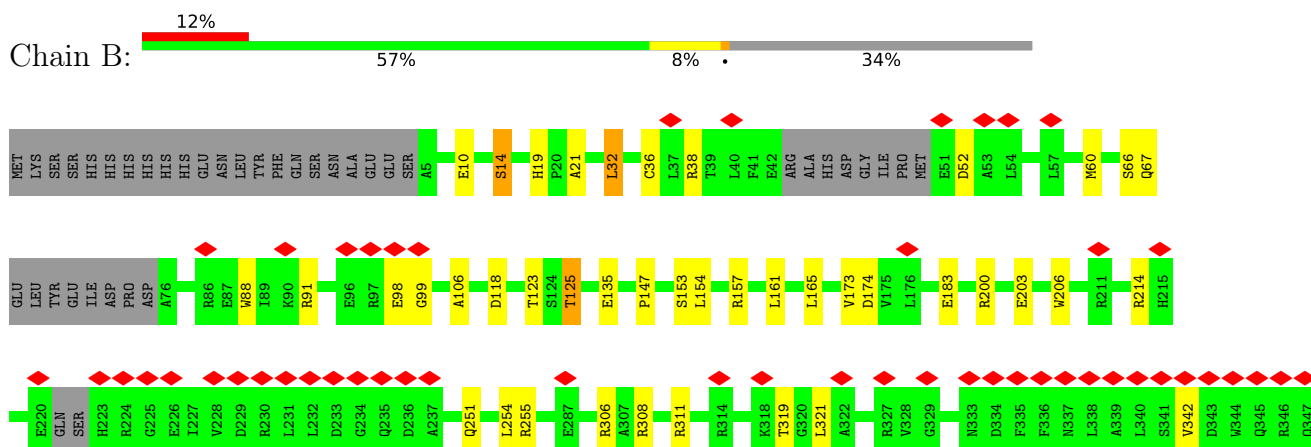 12%
Chain B:
57% 8% • 34%
MET LYS SER SER HIS HIS HIS HIS HIS HIS GLU ASN LEU TYR PHE GLN SER ASN ALA GLU GLU SER A5 E10 S14 H19 P20 A21 L32 C36 L37 R38 T39 L40 F41 E42 ARG ALA HIS ASP GLY ILE PRO MET E51 D52 A53 L54 L57 M60 S66 Q67
GLU LEU TYR GLU ILE ASP PRO ASP A76 R86 E87 W88 I89 K90 R91 E96 R97 E98 G99 A106 D118 T123 S124 T125 E135 P147 S153 L154 R157 L161 L165 V173 D174 V175 L176 E183 R200 E203 W206 R211 R214 H215
E220 GLN SER H223 R224 G225 E226 I227 V228 D229 R230 L231 L232 D233 G234 Q235 D236 A237 Q251 L254 R255 E287 R306 A307 R308 R311 R314 K318 T319 G320 L321 A322 R327 V328 G329 N333 D334 F335 F336 N337 L338 A339 L340 S341 V342 D343 W344 Q345 R346